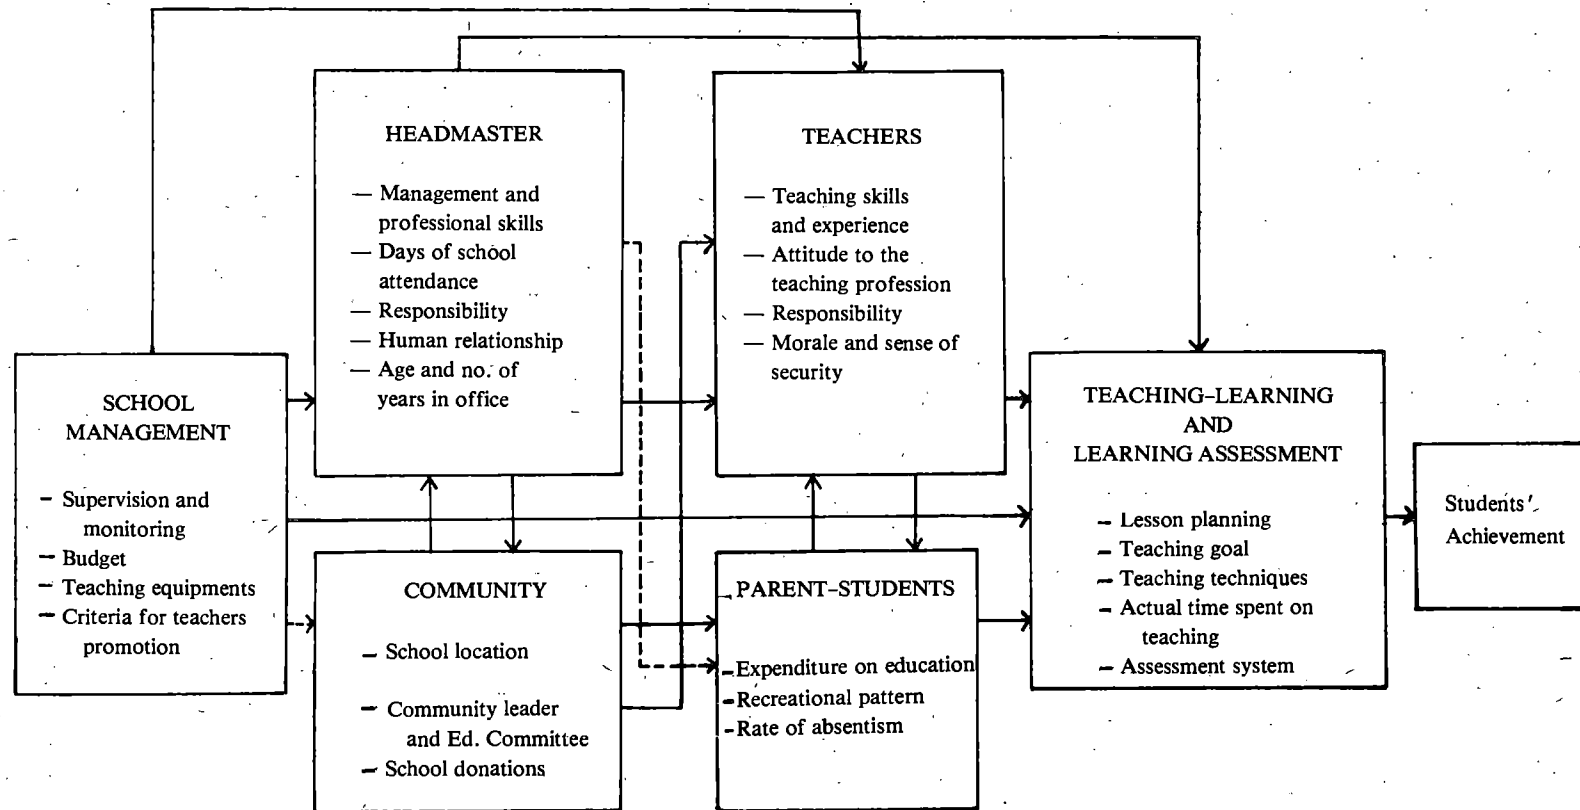 HEADMASTER
— Management and
professional skills
— Days of school
attendance
— Responsibility
— Human relationship
— Age and no. of
years in office
TEACHERS
— Teaching skills
and experience
— Attitude to the
teaching profession
— Responsibility
— Morale and sense of
security
SCHOOL
MANAGEMENT
– Supervision and
monitoring
– Budget
– Teaching equipments
– Criteria for teachers
promotion
COMMUNITY
– School location
– Community leader
and Ed. Committee
– School donations
PARENT–STUDENTS
–Expenditure on education
–Recreational pattern
–Rate of absentism
TEACHING–LEARNING
AND
LEARNING ASSESSMENT
– Lesson planning
– Teaching goal
– Teaching techniques
– Actual time spent on
teaching
– Assessment system
Students'
Achievement